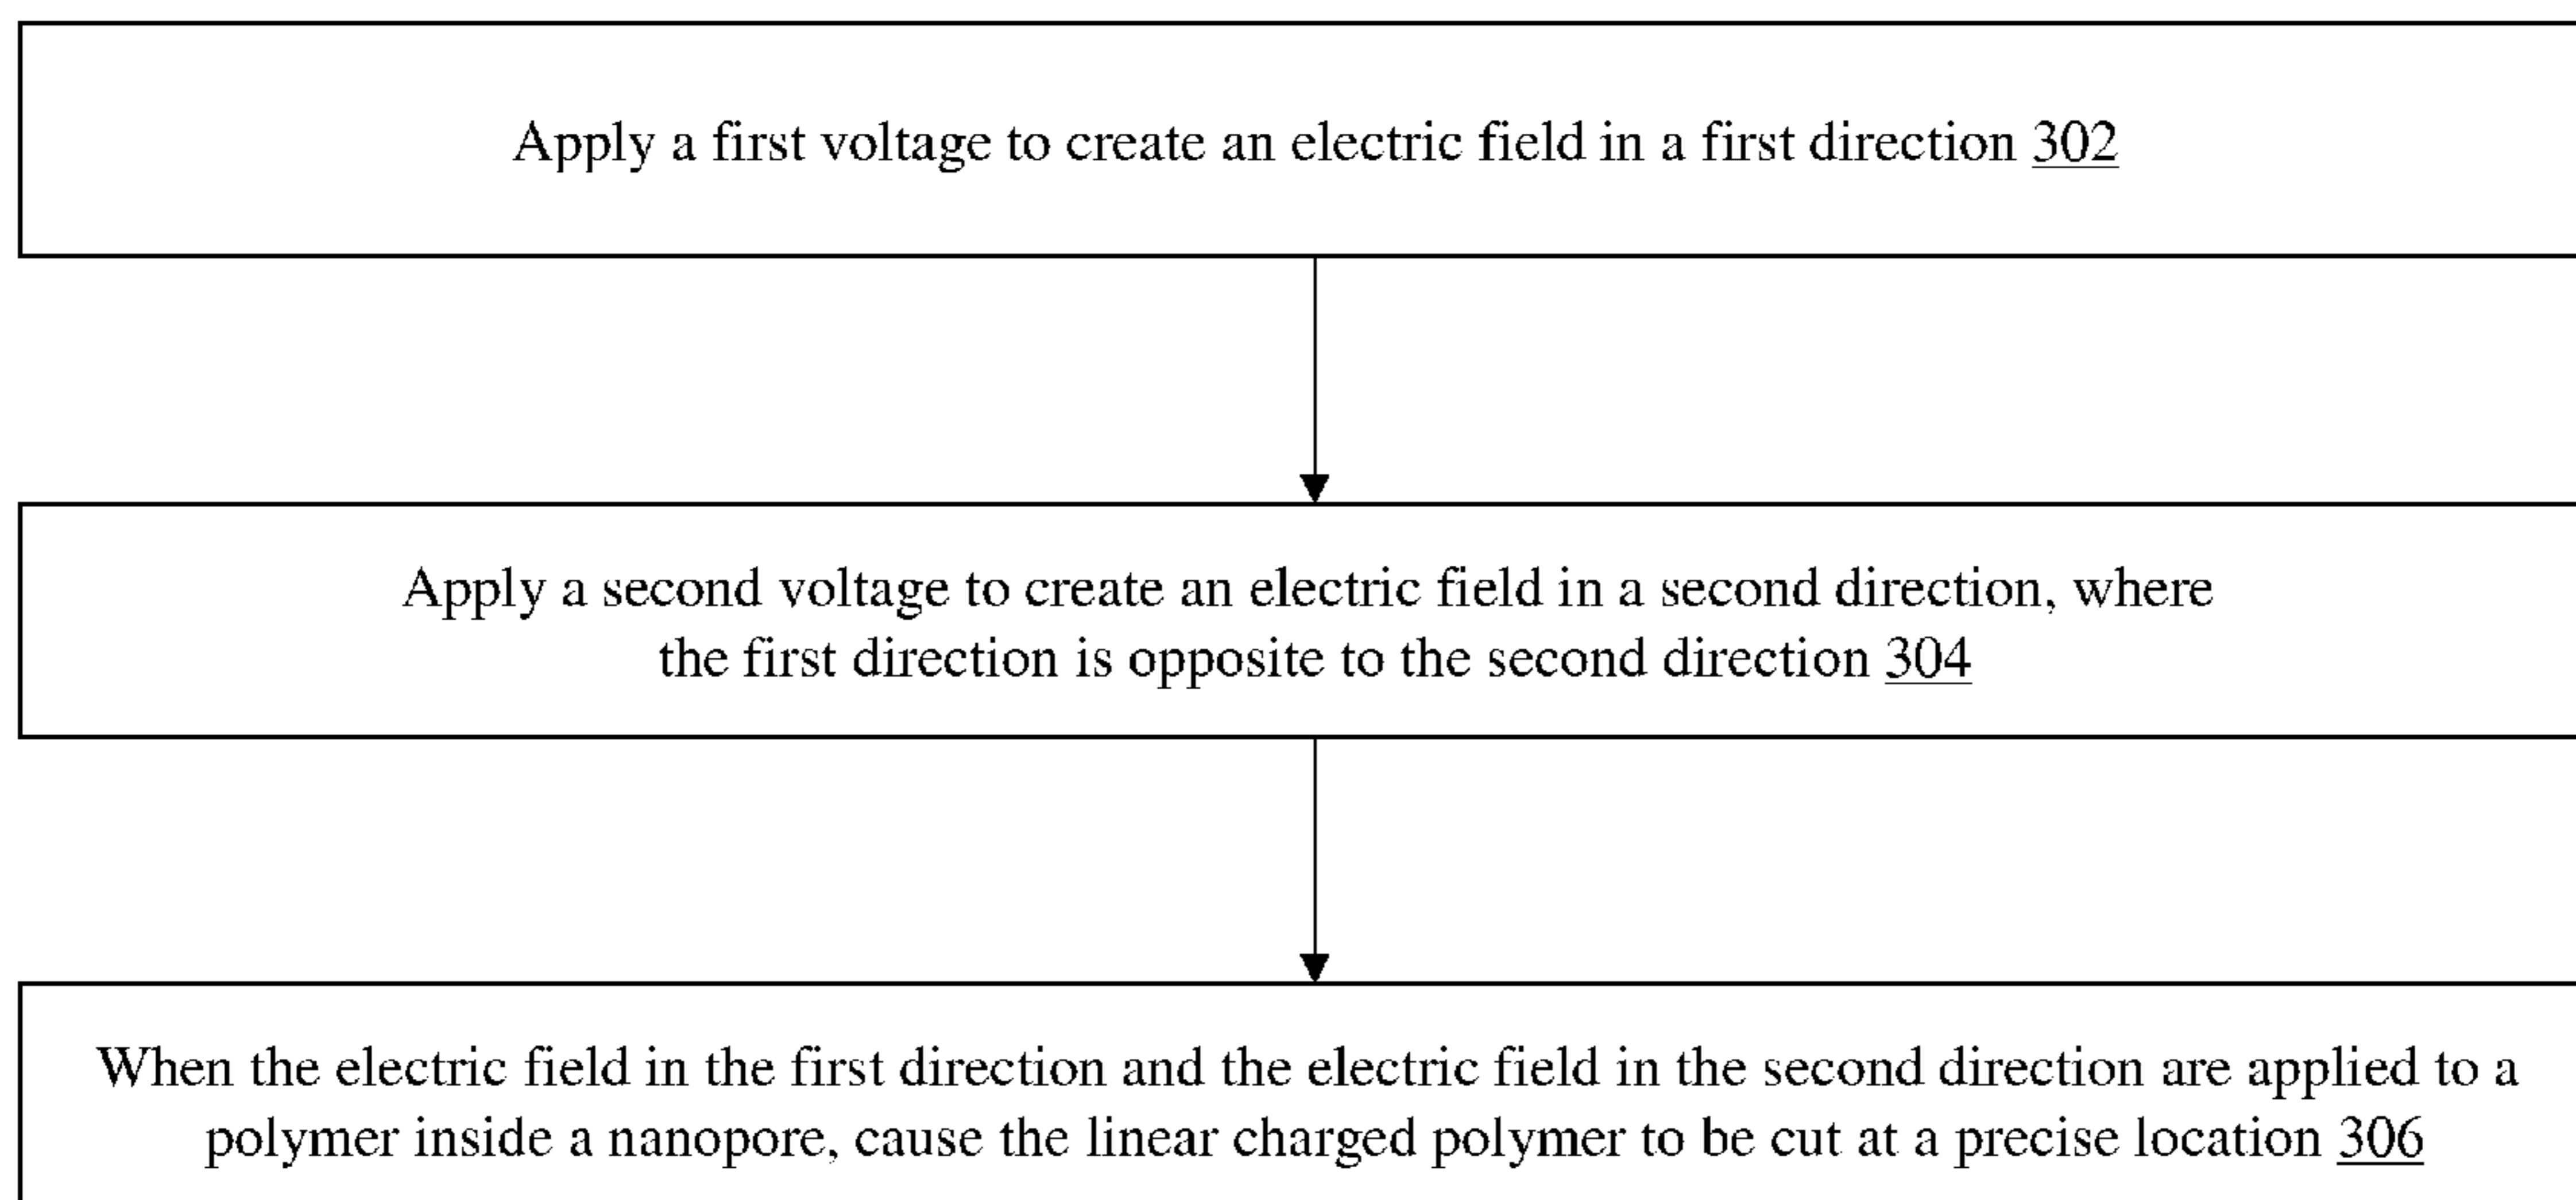 Apply a first voltage to create an electric field in a first direction 302
Apply a second voltage to create an electric field in a second direction, where
the first direction is opposite to the second direction 304
When the electric field in the first direction and the electric field in the second direction are applied to a
polymer inside a nanopore, cause the linear charged polymer to be cut at a precise location 306